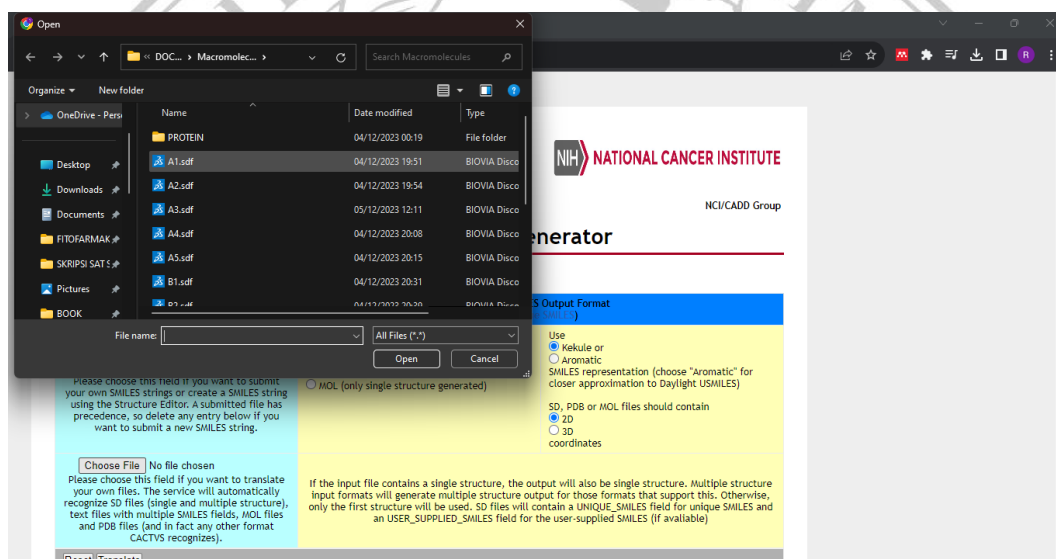 Open
« DOC... › Macromolec... ›
Search Macromolecules
Organize
New folder
Name
Date modified
Type
OneDrive - Pers
PROTEIN
04/12/2023 00:19
File folder
A1.sdf
04/12/2023 19:51
BIOVIA Disco
Desktop
A2.sdf
04/12/2023 19:54
BIOVIA Disco
Downloads
A3.sdf
05/12/2023 12:11
BIOVIA Disco
Documents
A4.sdf
04/12/2023 20:08
BIOVIA Disco
FITOFARMAK
A5.sdf
04/12/2023 20:15
BIOVIA Disco
SKRIPSI SAT S
B1.sdf
04/12/2023 20:31
BIOVIA Disco
Pictures
BOOK
File name:
All Files (*.*)
Open
Cancel
R
NIH NATIONAL CANCER INSTITUTE
NCI/CADD Group
enerator
S Output Format
SMILES)
Use
Kekule or
Aromatic
SMILES representation (choose "Aromatic" for
closer approximation to Daylight USMILES)
SD, PDB or MOL files should contain
2D
3D
coordinates
MOL (only single structure generated)
Please choose this field if you want to submit
your own SMILES strings or create a SMILES string
using the Structure Editor. A submitted file has
precedence, so delete any entry below if you
want to submit a new SMILES string.
Choose File No file chosen
Please choose this field if you want to translate
your own files. The service will automatically
recognize SD files (single and multiple structure),
text files with multiple SMILES fields, MOL files
and PDB files (and in fact any other format
CACTVS recognizes).
If the input file contains a single structure, the output will also be single structure. Multiple structure
input formats will generate multiple structure output for those formats that support this. Otherwise,
only the first structure will be used. SD files will contain a UNIQUE_SMILES field for unique SMILES and
an USER_SUPPLIED_SMILES field for the user-supplied SMILES (if available)
Reset Translate